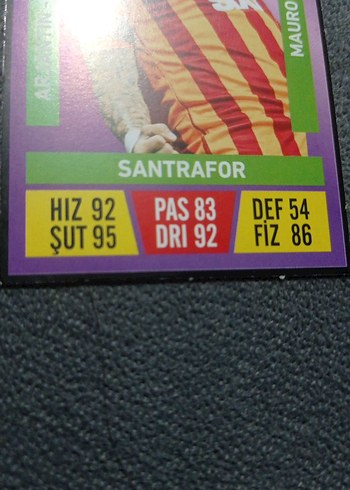 MAURO
SANTRAFOR
HIZ 92
ŞUT 95
PAS 83
DRI 92
DEF 54
FİZ 86